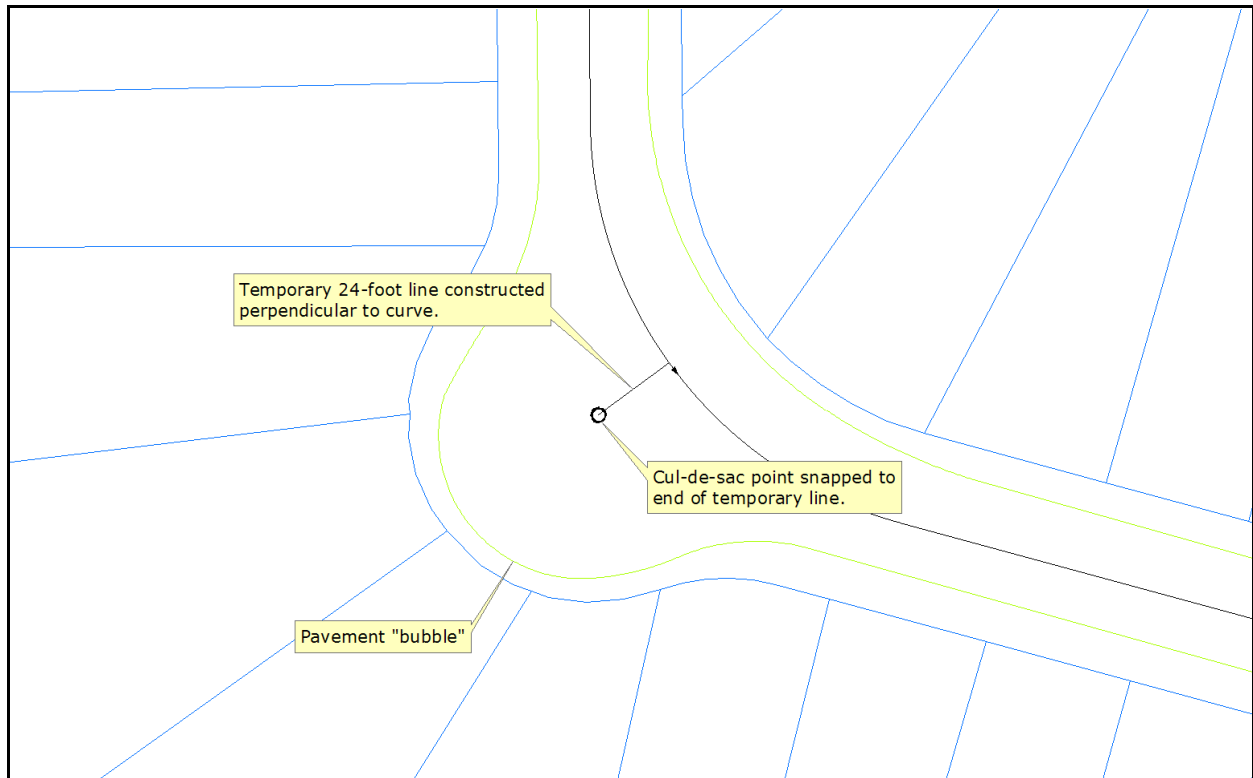 Temporary 24-foot line constructed
perpendicular to curve.
Cul-de-sac point snapped to
end of temporary line.
Pavement "bubble"